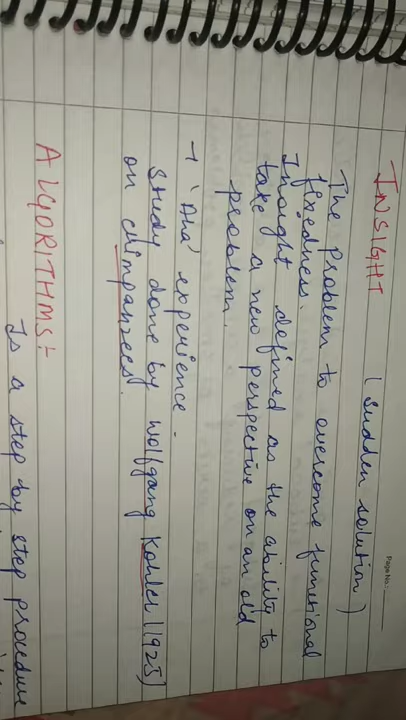 Page No.:
INSIGHT (Sudden solution)
The Problem to overcome functional
fixedness.
Insight defined as the ability to
take a new perspective on an old
problem.
→ 'Aha' experience -
Study done by wolfgang Kohler (1925)
on chimpanzees.
ALGORITHMS:-
Is a step by step procedure